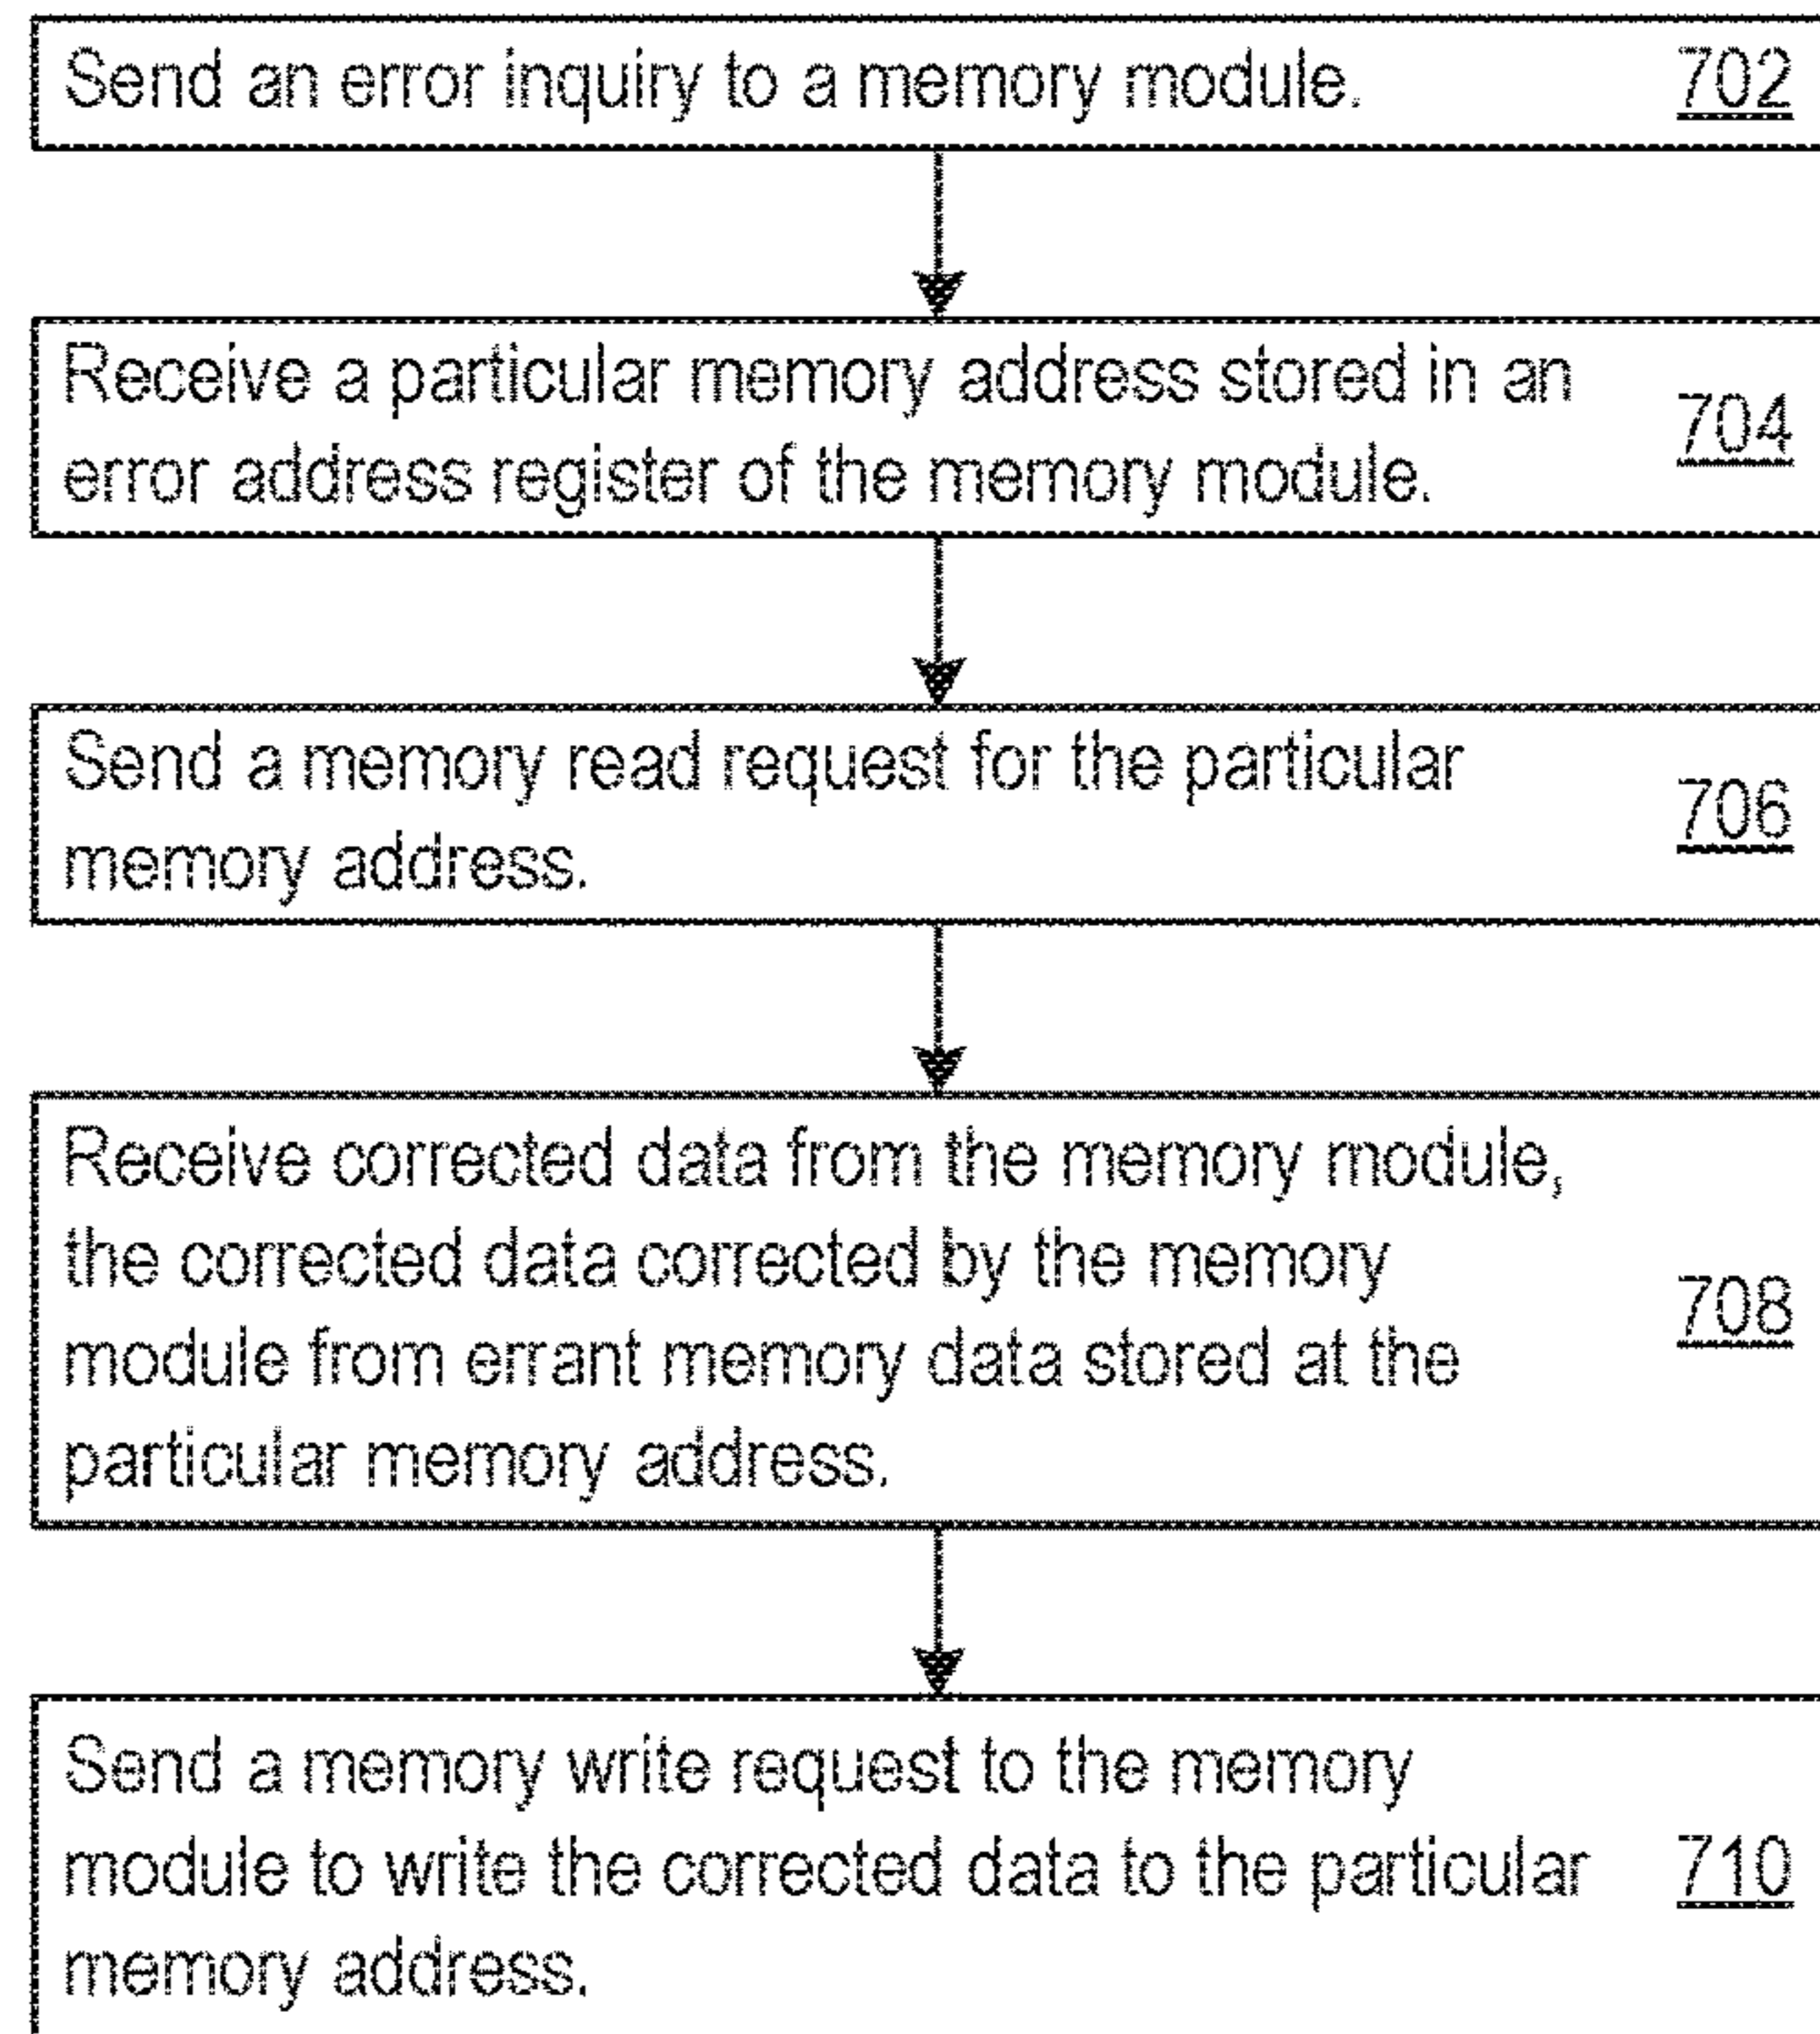 Send an error inquiry to a memory module. 702
Receive a particular memory address stored in an
error address register of the memory module.
704
Send a memory read request for the particular
memory address.
706
Receive corrected data from the memory module,
the corrected data corrected by the memory
module from errant memory data stored at the
particular memory address.
708
Send a memory write request to the memory
module to write the corrected data to the particular
memory address.
710